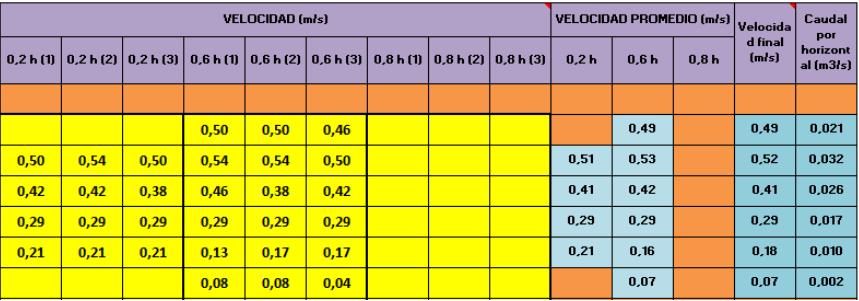 VELOCIDAD (m/s) VELOCIDAD PROMEDIO (m/s) Velocidad final (m/s) Caudal por horizontal (m3/s)
0,2 h (1) 0,2 h (2) 0,2 h (3) 0,6 h (1) 0,6 h (2) 0,6 h (3) 0,8 h (1) 0,8 h (2) 0,8 h (3) 0,2 h 0,6 h 0,8 h
0,50 0,50 0,46 0,49 0,49 0,021
0,50 0,54 0,50 0,54 0,54 0,50 0,51 0,53 0,52 0,032
0,42 0,42 0,38 0,46 0,38 0,42 0,41 0,42 0,41 0,026
0,29 0,29 0,29 0,29 0,29 0,29 0,29 0,29 0,29 0,017
0,21 0,21 0,21 0,13 0,17 0,17 0,21 0,16 0,18 0,010
0,08 0,08 0,04 0,07 0,07 0,002